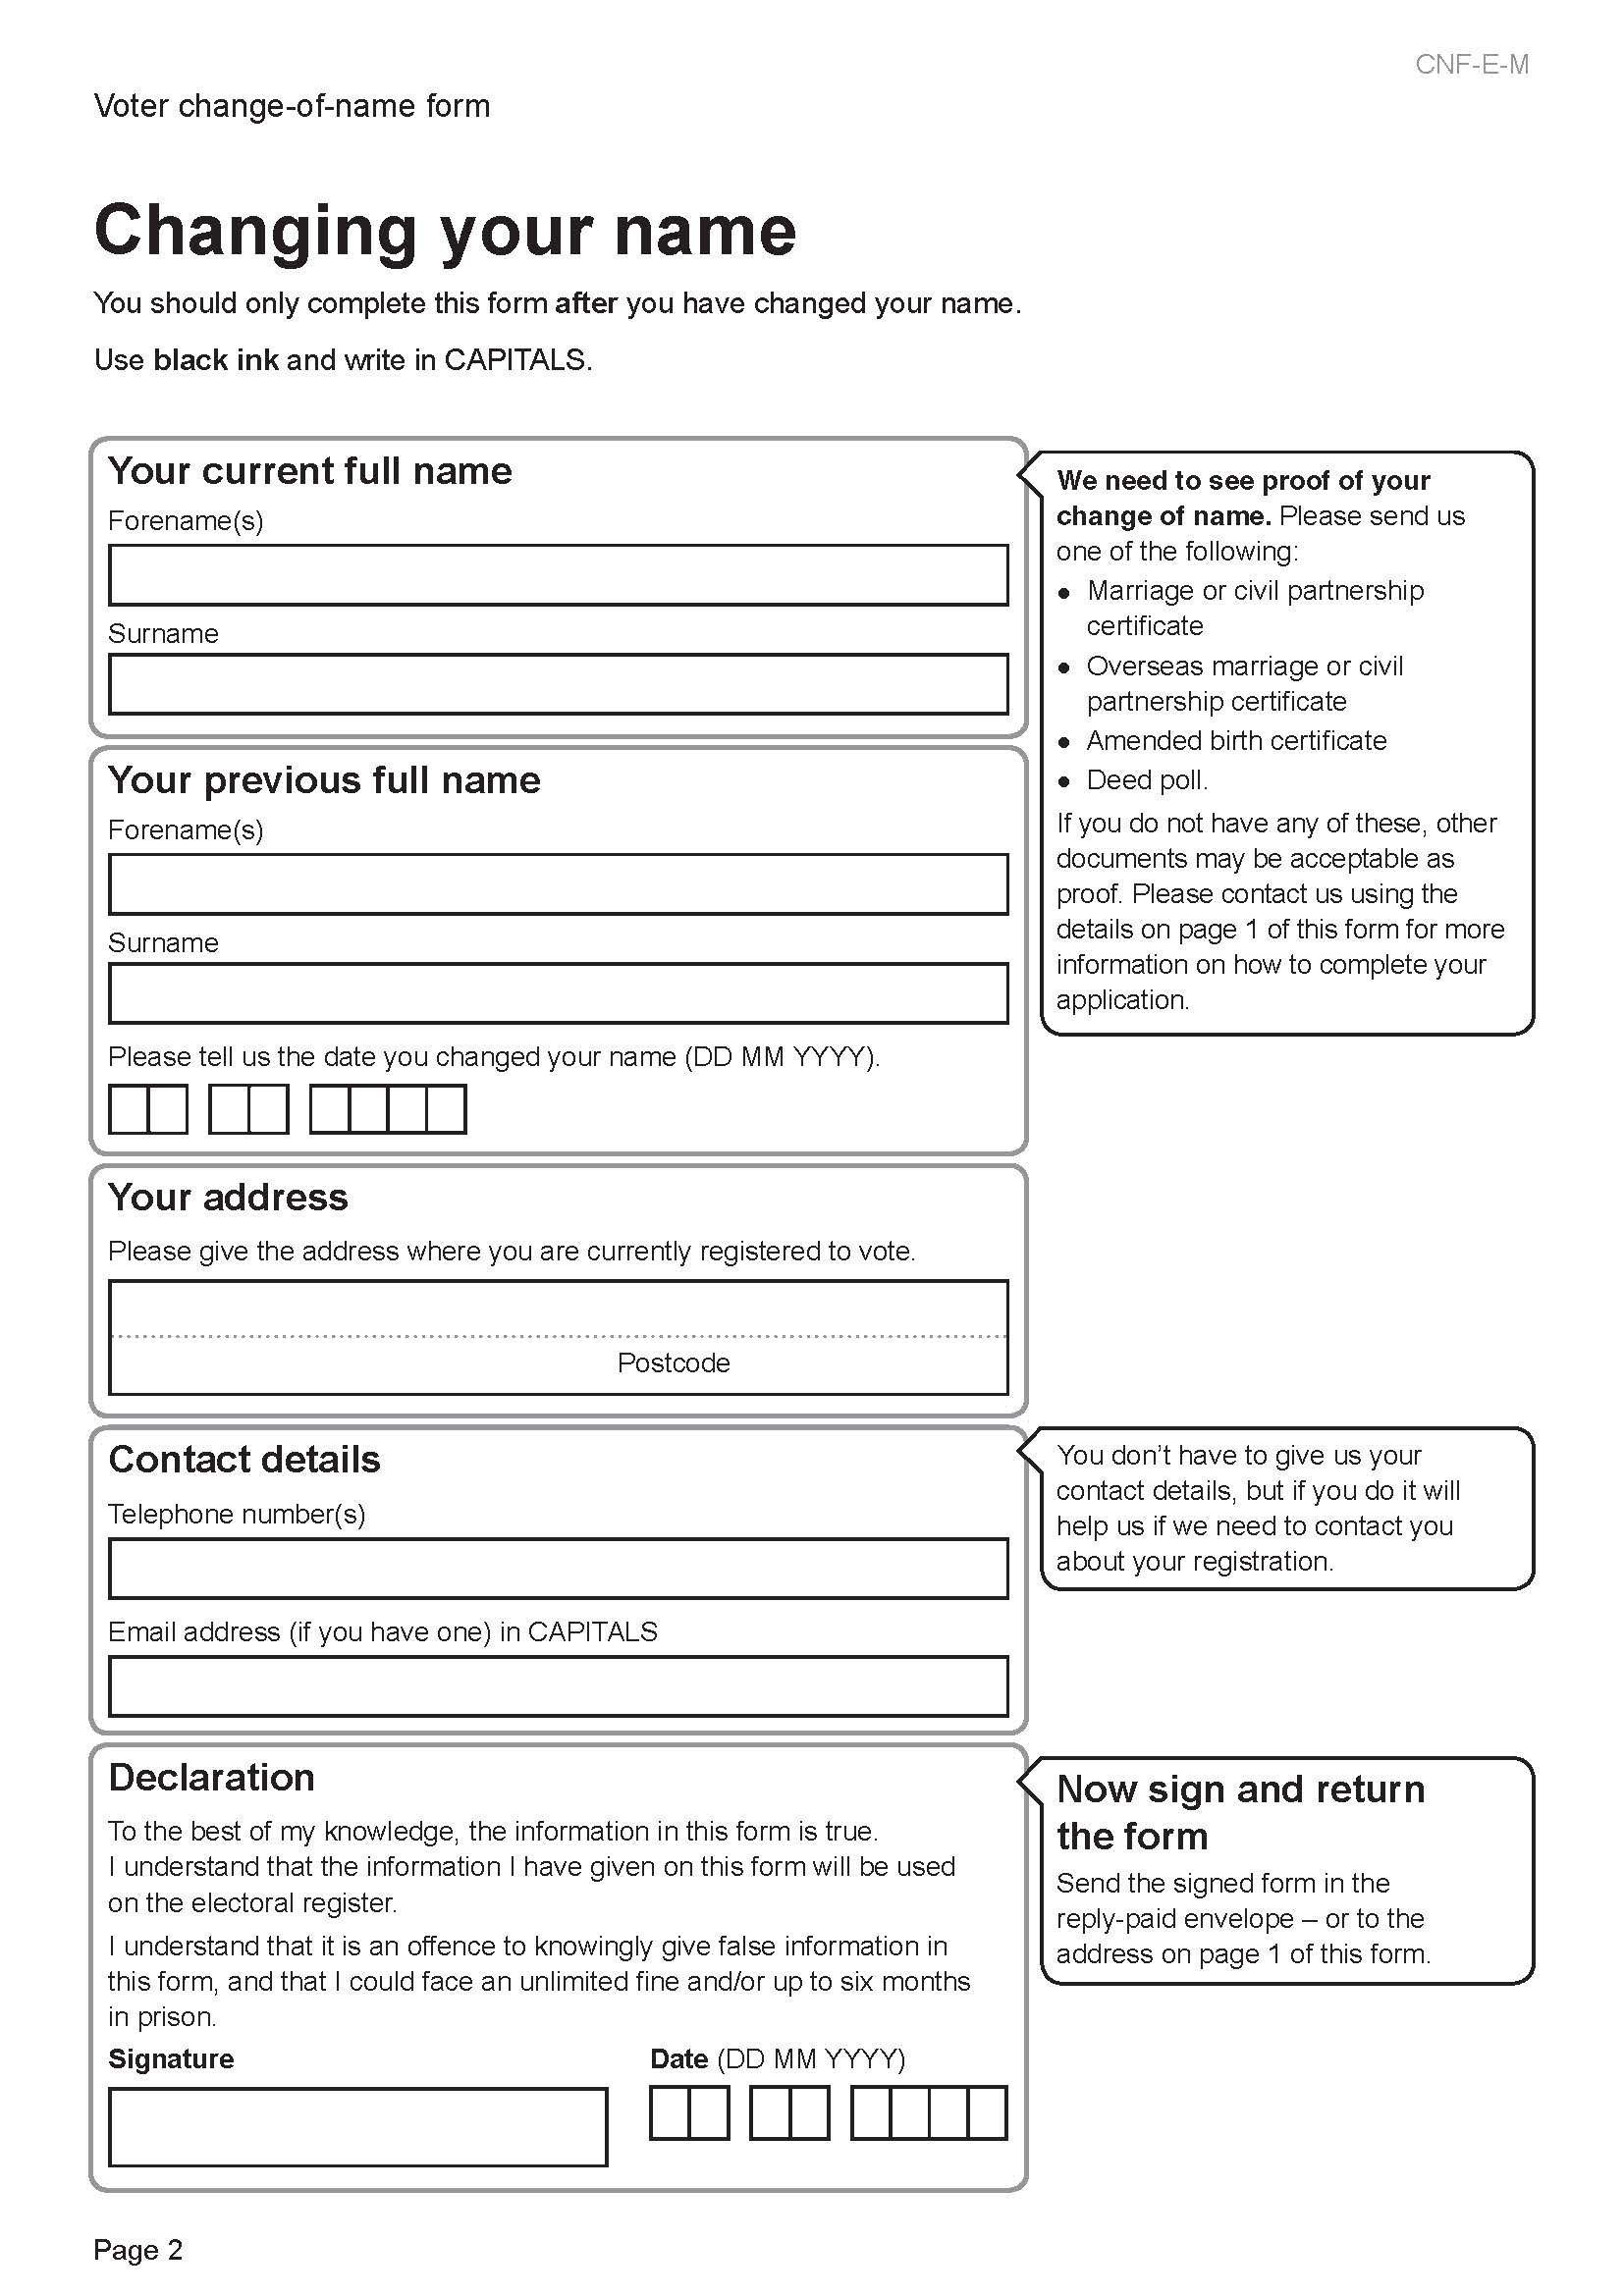 CNF-E-M
Voter change-of-name form
Changing your name
You should only complete this form after you have changed your name.
Use black ink and write in CAPITALS.
Your current full name
Forename(s)
Surname
We need to see proof of your
change of name. Please send us
one of the following:
● Marriage or civil partnership
certificate
● Overseas marriage or civil
partnership certificate
● Amended birth certificate
● Deed poll.
If you do not have any of these, other
documents may be acceptable as
proof. Please contact us using the
details on page 1 of this form for more
information on how to complete your
application.
Your previous full name
Forename(s)
Surname
Please tell us the date you changed your name (DD MM YYYY).
Your address
Please give the address where you are currently registered to vote.
Postcode
Contact details
Telephone number(s)
Email address (if you have one) in CAPITALS
You don’t have to give us your
contact details, but if you do it will
help us if we need to contact you
about your registration.
Declaration
To the best of my knowledge, the information in this form is true.
I understand that the information I have given on this form will be used
on the electoral register.
I understand that it is an offence to knowingly give false information in
this form, and that I could face an unlimited fine and/or up to six months
in prison.
Signature
Date (DD MM YYYY)
Now sign and return
the form
Send the signed form in the
reply-paid envelope – or to the
address on page 1 of this form.
Page 2